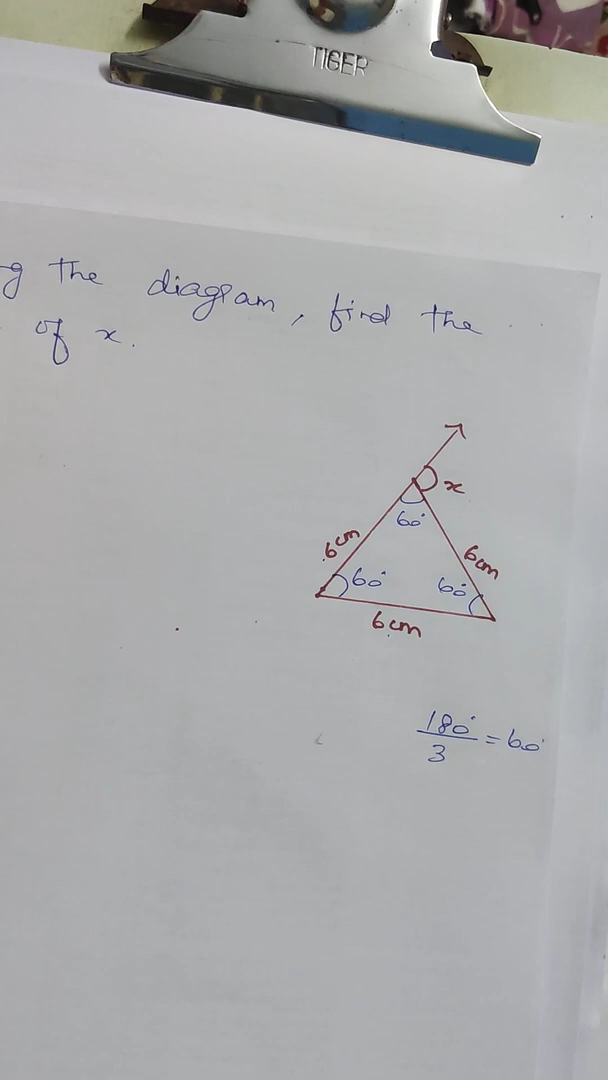 TIGER
g the diagram, find the
of x.
x
60°
6cm
6cm
60°
60°
6cm
180°
3
= 60°